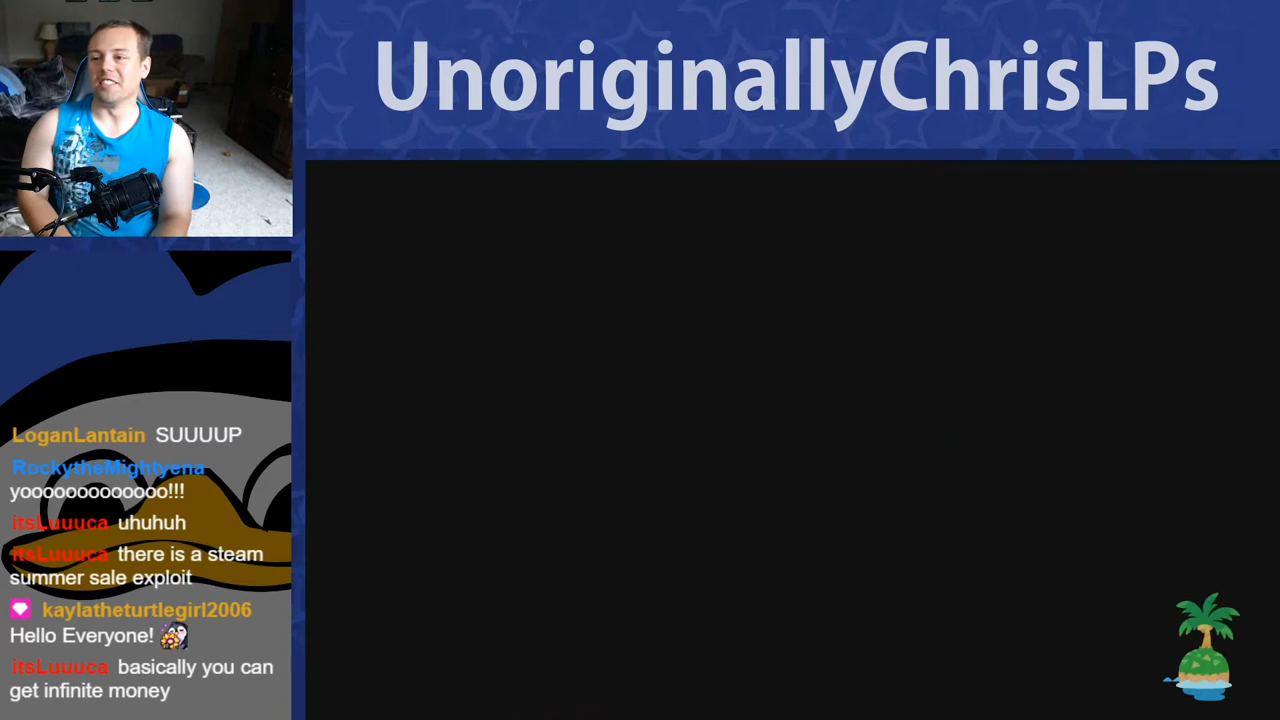 UnoriginallyChrisLPs
LoganLantain SUUUUP
RockytheMightyena
yooooooooooooo!!!
itsLuuuca uhuhuh
itsLuuuca there is a steam
summer sale exploit
kaylatheturtlegirl2006
Hello Everyone!
itsLuuuca basically you can
get infinite money